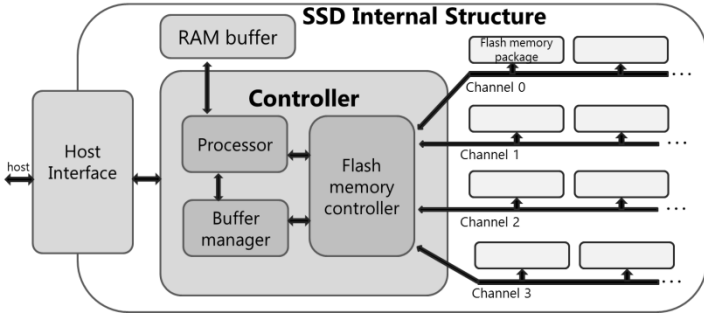 SSD Internal Structure
RAM buffer
Flash memory
package
...
Channel 0
Controller
host
Host
Interface
Processor
Flash
memory
controller
Buffer
manager
...
Channel 1
...
Channel 2
...
Channel 3